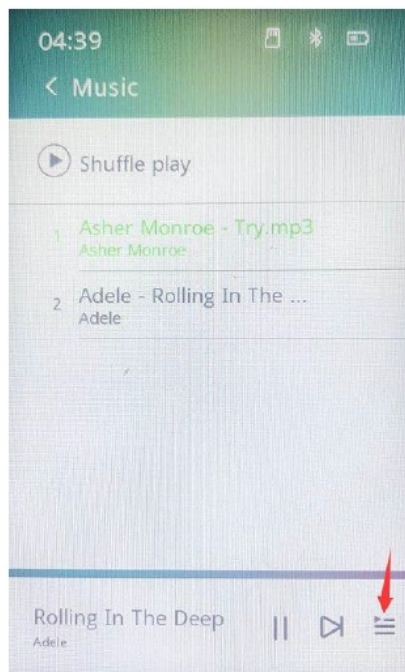 04:39
Music
Shuffle play
1 Asher Monroe - Try.mp3
Asher Monroe
2 Adele - Rolling In The ...
Adele
Rolling In The Deep
Adele